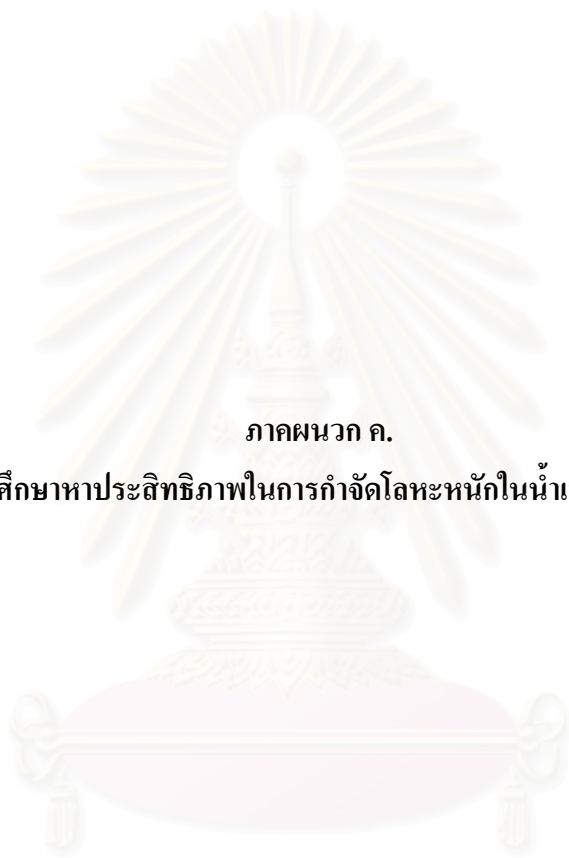 ภาคผนวก ค.
ศึกษาหาประสิทธิภาพในการกำจัดโลหะหนักในน้ำ